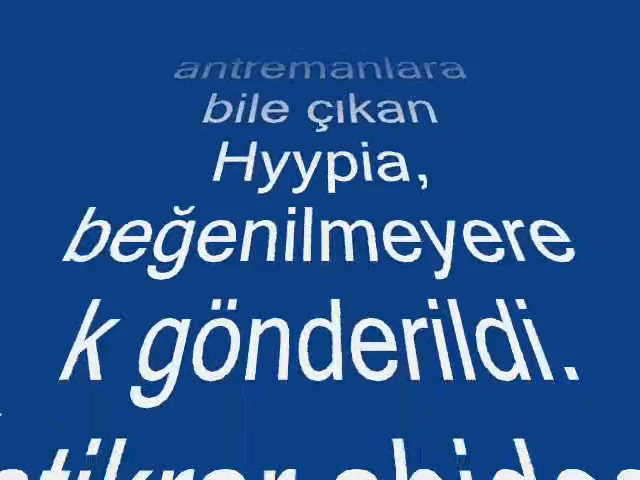 antremanlara
bile çıkan
Hyypia,
beğenilmeyere
k gönderildi.